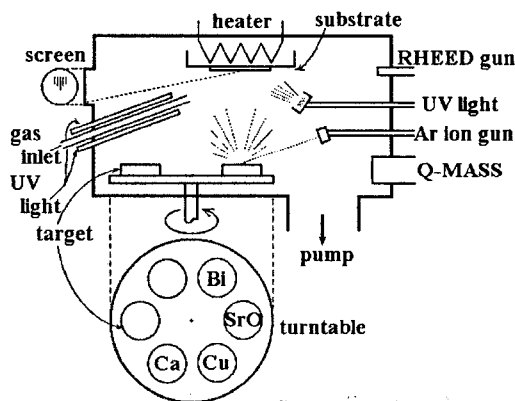 heater
substrate
screen
RHEED gun
UV light
Ar ion gun
gas
inlet
UV
light
Q-MASS
target
pump
Bi
SrO
turntable
Ca
Cu